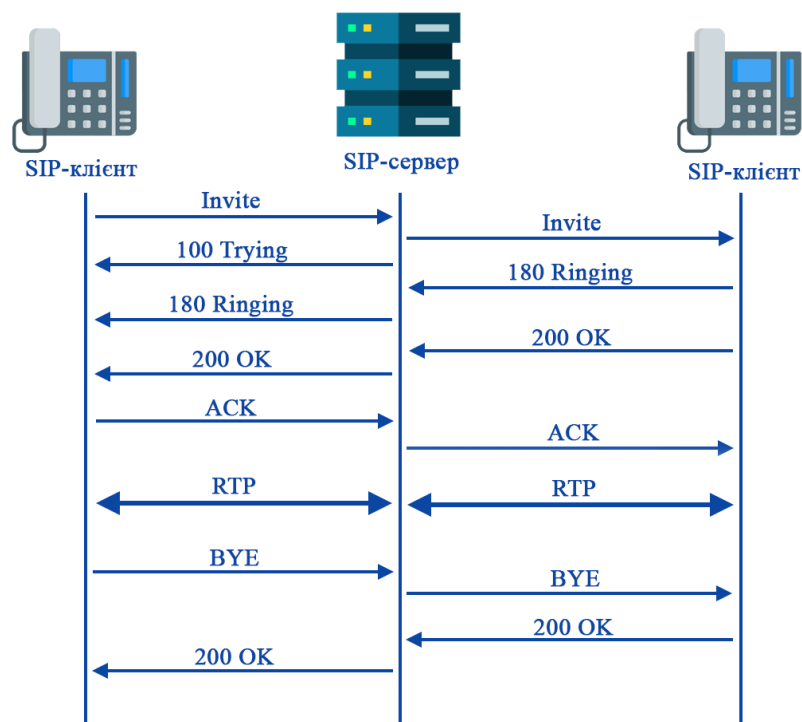 SIP-клієнт
SIP-сервер
SIP-клієнт
Invite
Invite
100 Trying
180 Ringing
180 Ringing
200 OK
200 OK
ACK
ACK
RTP
RTP
BYE
BYE
200 OK
200 OK